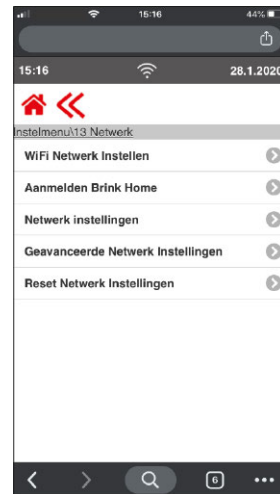 15:16
44%
15:16
28.1.2020
Instelmenu\13 Netwerk
WiFi Netwerk Instellen
Aanmelden Brink Home
Netwerk instellingen
Geavanceerde Netwerk Instellingen
Reset Netwerk Instellingen
6